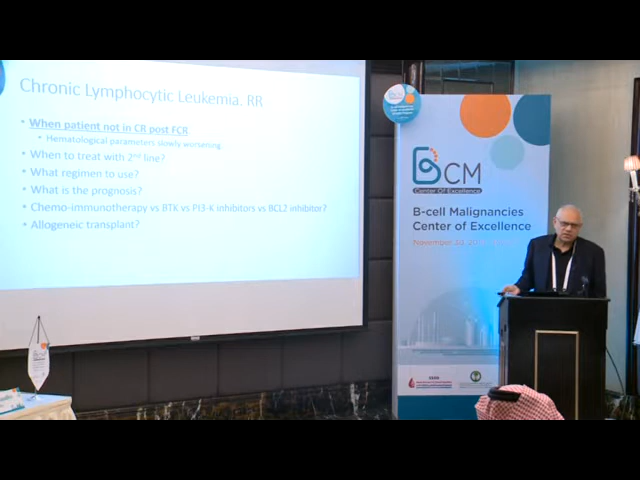 Chronic Lymphocytic Leukemia. RR
When patient not in CR post FCR
Hematological parameters slowly worsening
When to treat with 2nd line?
What regimen to use?
What is the prognosis?
Chemo-immunotherapy vs BTK vs PI3-K inhibitors vs BCL2 inhibitor?
Allogeneic transplant?
BCM
Center Of Excellence
B-cell Malignancies
Center of Excellence
November 30